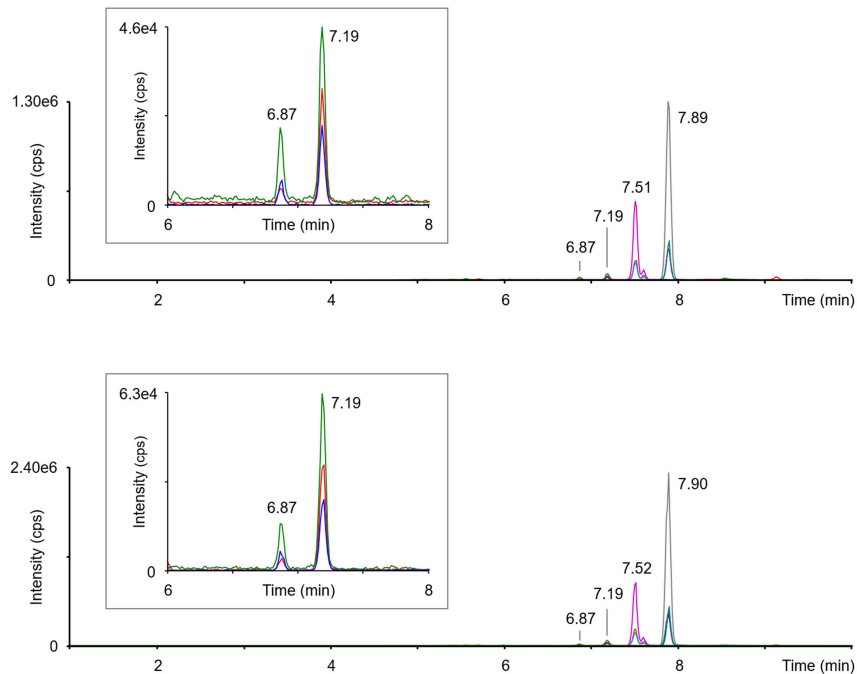 4.6e4
7.19
6.87
Intensity (cps)
0
6
8
Time (min)
1.30e6
7.89
7.51
7.19
6.87
Intensity (cps)
0
2
4
6
8
Time (min)
6.3e4
7.19
6.87
Intensity (cps)
0
6
8
Time (min)
2.40e6
7.90
7.52
7.19
6.87
Intensity (cps)
0
2
4
6
8
Time (min)